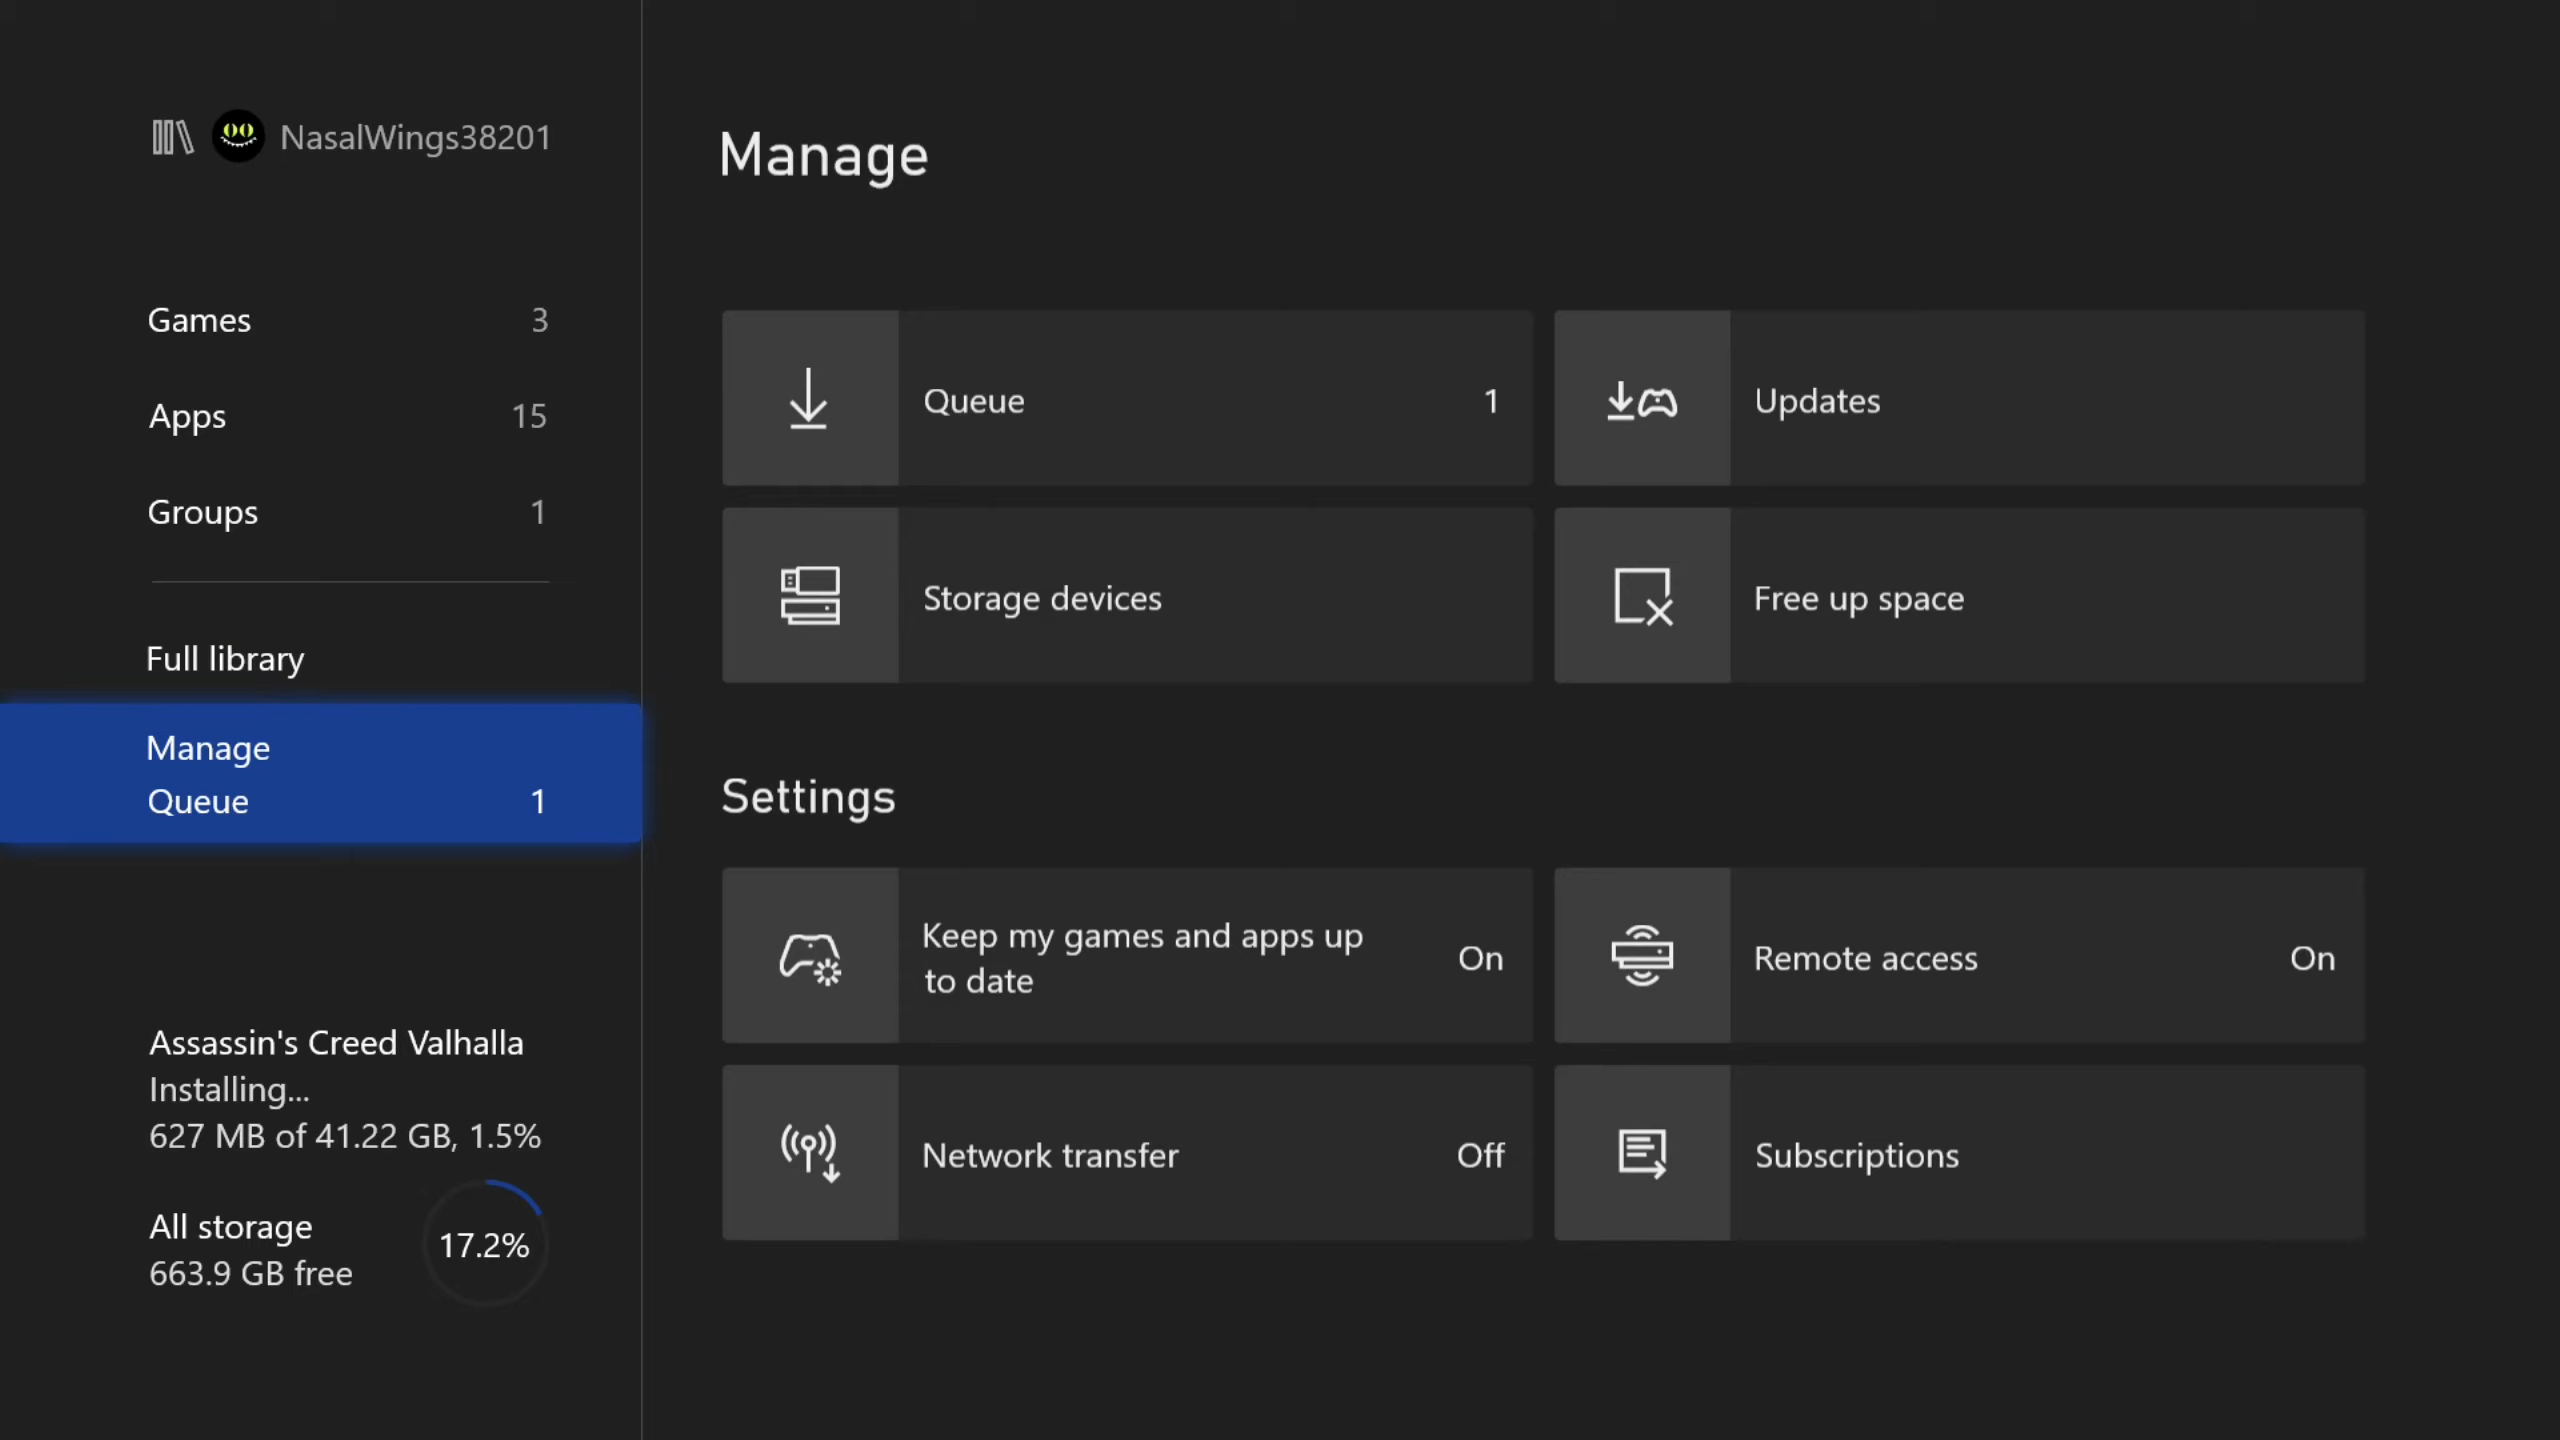 NasalWings38201
Games 3
Apps 15
Groups 1
Full library
Manage
Queue 1
Assassin's Creed Valhalla
Installing...
627 MB of 41.22 GB, 1.5%
All storage
663.9 GB free
17.2%
Manage
Queue 1
Updates
Storage devices
Free up space
Settings
Keep my games and apps up
to date
On
Remote access On
Network transfer Off
Subscriptions